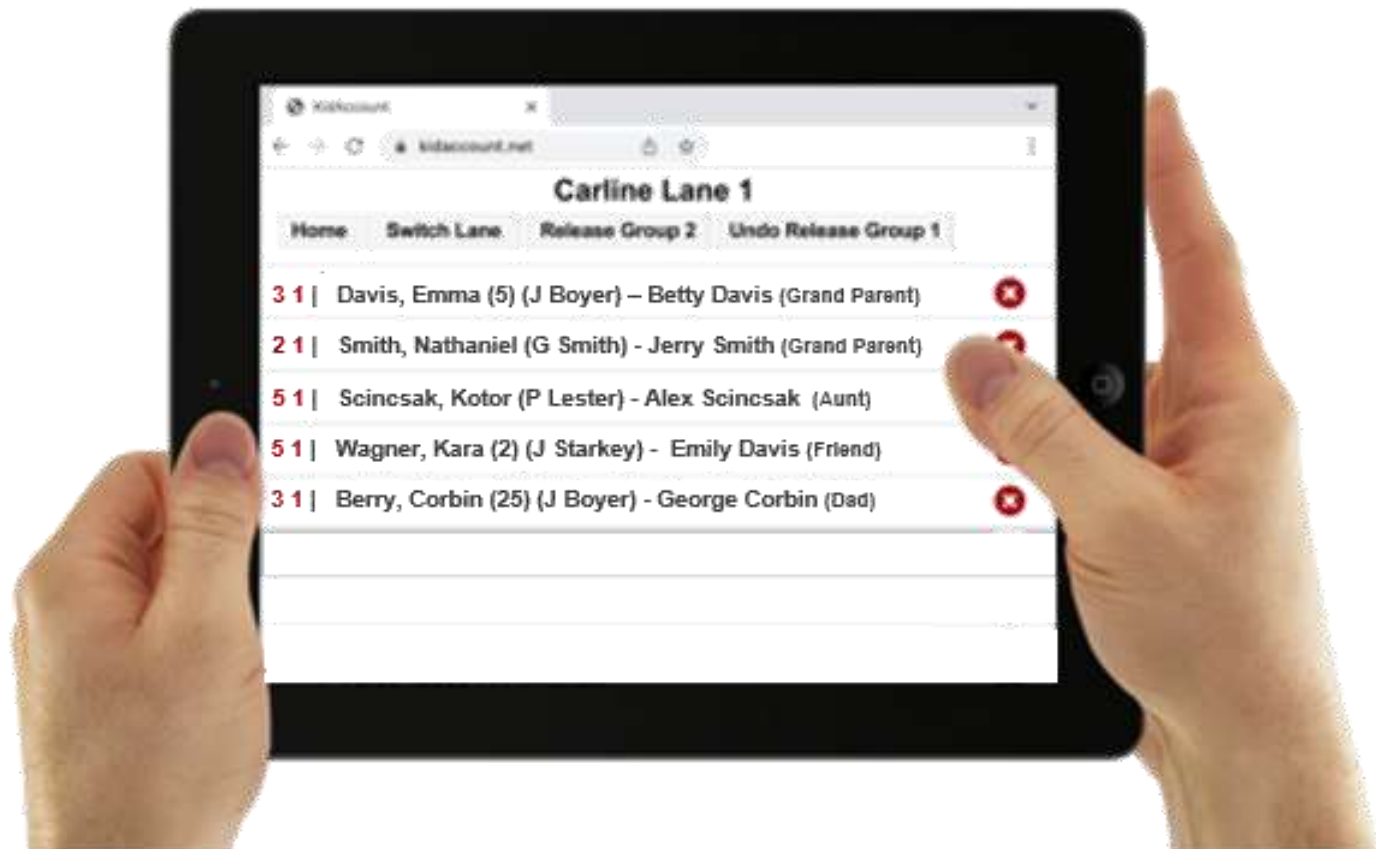 KidAccount
kidaccount.net
Carline Lane 1
Home Switch Lane Release Group 2 Undo Release Group 1
3 1 | Davis, Emma (5) (J Boyer) – Betty Davis (Grand Parent)
2 1 | Smith, Nathaniel (G Smith) - Jerry Smith (Grand Parent)
5 1 | Scincsak, Kotor (P Lester) - Alex Scincsak (Aunt)
5 1 | Wagner, Kara (2) (J Starkey) - Emily Davis (Friend)
3 1 | Berry, Corbin (25) (J Boyer) - George Corbin (Dad)